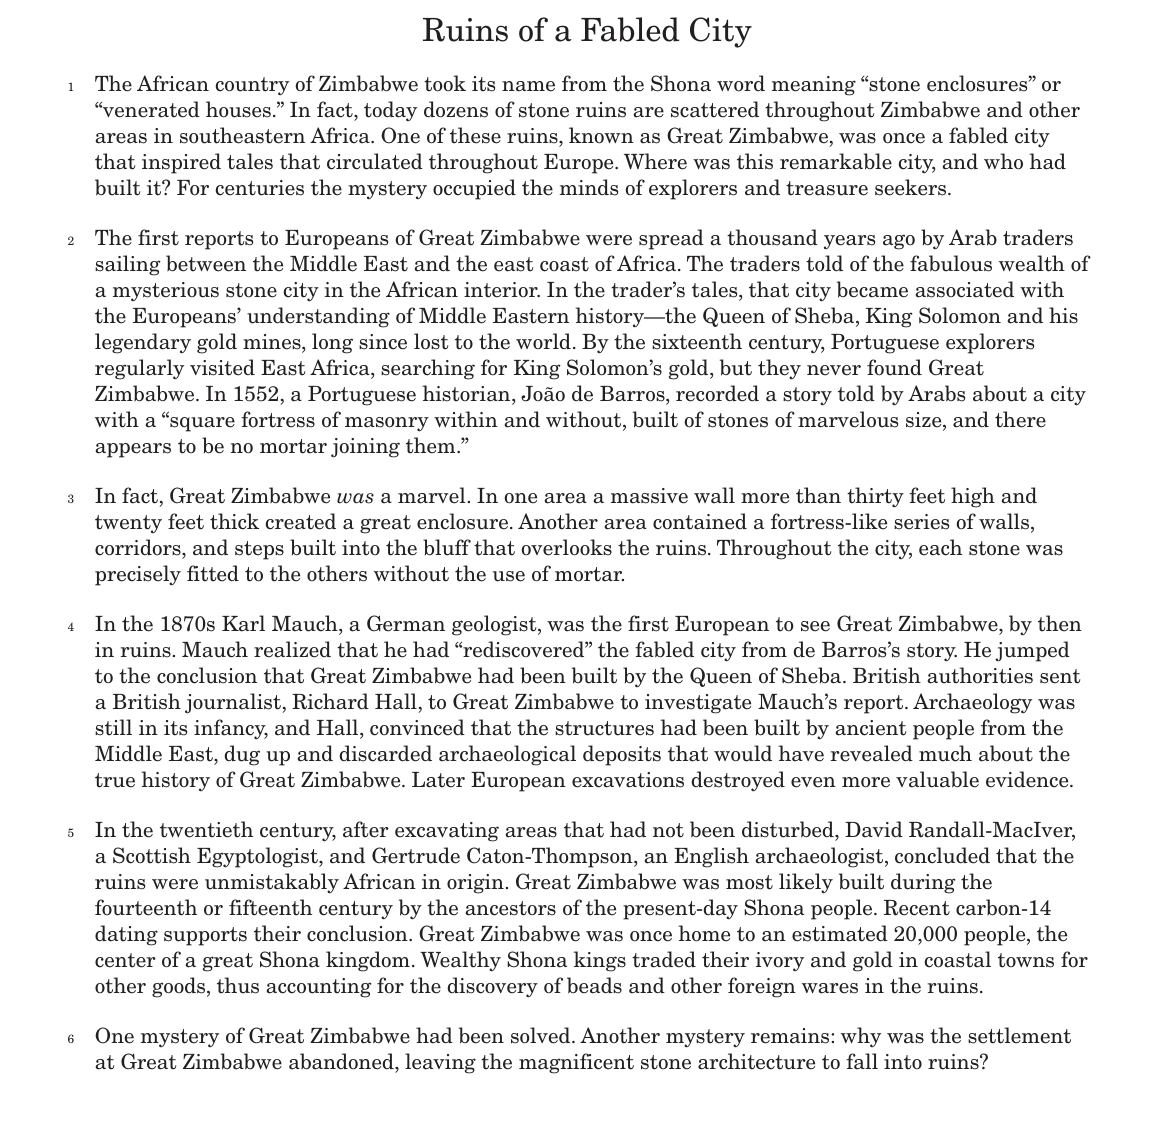 Ruins of a Fabled City
1 The African country of Zimbabwe took its name from the Shona word meaning “stone enclosures” or
“venerated houses.” In fact, today dozens of stone ruins are scattered throughout Zimbabwe and other
areas in southeastern Africa. One of these ruins, known as Great Zimbabwe, was once a fabled city
that inspired tales that circulated throughout Europe. Where was this remarkable city, and who had
built it? For centuries the mystery occupied the minds of explorers and treasure seekers.
2 The first reports to Europeans of Great Zimbabwe were spread a thousand years ago by Arab traders
sailing between the Middle East and the east coast of Africa. The traders told of the fabulous wealth of
a mysterious stone city in the African interior. In the trader’s tales, that city became associated with
the Europeans’ understanding of Middle Eastern history—the Queen of Sheba, King Solomon and his
legendary gold mines, long since lost to the world. By the sixteenth century, Portuguese explorers
regularly visited East Africa, searching for King Solomon’s gold, but they never found Great
Zimbabwe. In 1552, a Portuguese historian, João de Barros, recorded a story told by Arabs about a city
with a “square fortress of masonry within and without, built of stones of marvelous size, and there
appears to be no mortar joining them.”
3 In fact, Great Zimbabwe was a marvel. In one area a massive wall more than thirty feet high and
twenty feet thick created a great enclosure. Another area contained a fortress-like series of walls,
corridors, and steps built into the bluff that overlooks the ruins. Throughout the city, each stone was
precisely fitted to the others without the use of mortar.
4 In the 1870s Karl Mauch, a German geologist, was the first European to see Great Zimbabwe, by then
in ruins. Mauch realized that he had “rediscovered” the fabled city from de Barros’s story. He jumped
to the conclusion that Great Zimbabwe had been built by the Queen of Sheba. British authorities sent
a British journalist, Richard Hall, to Great Zimbabwe to investigate Mauch’s report. Archaeology was
still in its infancy, and Hall, convinced that the structures had been built by ancient people from the
Middle East, dug up and discarded archaeological deposits that would have revealed much about the
true history of Great Zimbabwe. Later European excavations destroyed even more valuable evidence.
5 In the twentieth century, after excavating areas that had not been disturbed, David Randall-MacIver,
a Scottish Egyptologist, and Gertrude Caton-Thompson, an English archaeologist, concluded that the
ruins were unmistakably African in origin. Great Zimbabwe was most likely built during the
fourteenth or fifteenth century by the ancestors of the present-day Shona people. Recent carbon-14
dating supports their conclusion. Great Zimbabwe was once home to an estimated 20,000 people, the
center of a great Shona kingdom. Wealthy Shona kings traded their ivory and gold in coastal towns for
other goods, thus accounting for the discovery of beads and other foreign wares in the ruins.
6 One mystery of Great Zimbabwe had been solved. Another mystery remains: why was the settlement
at Great Zimbabwe abandoned, leaving the magnificent stone architecture to fall into ruins?